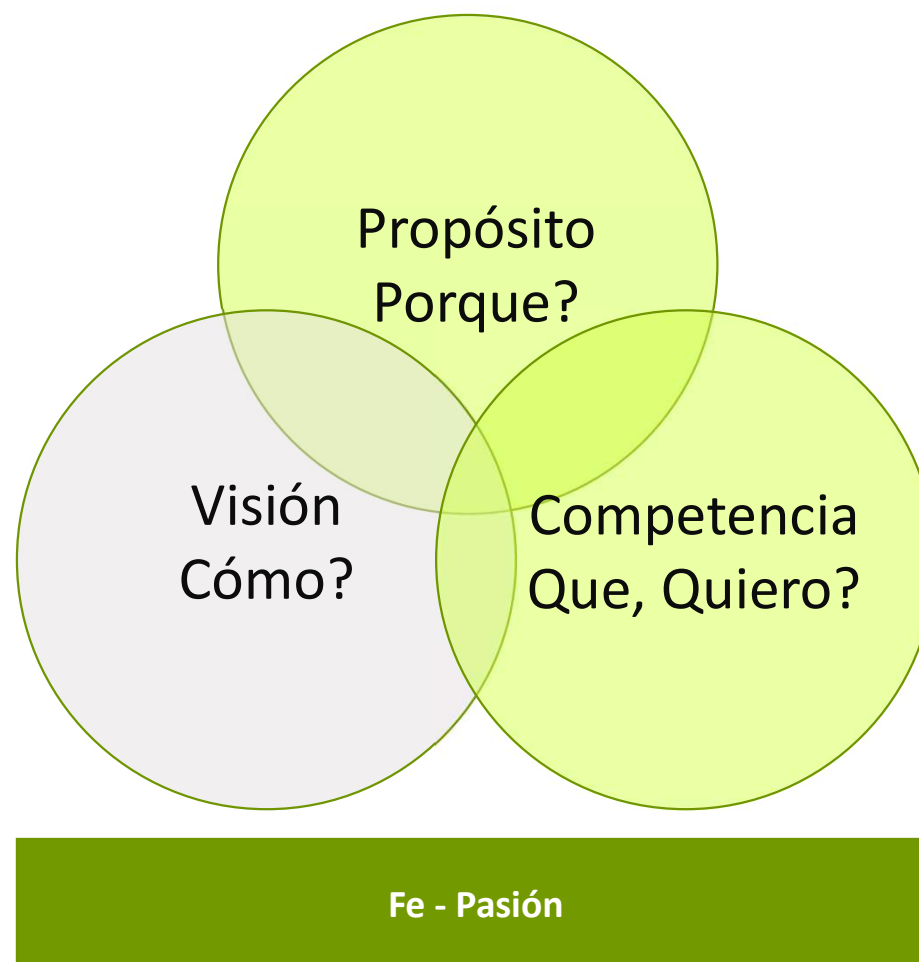 Propósito
Porque?
Visión
Cómo?
Competencia
Que, Quiero?
Fe - Pasión